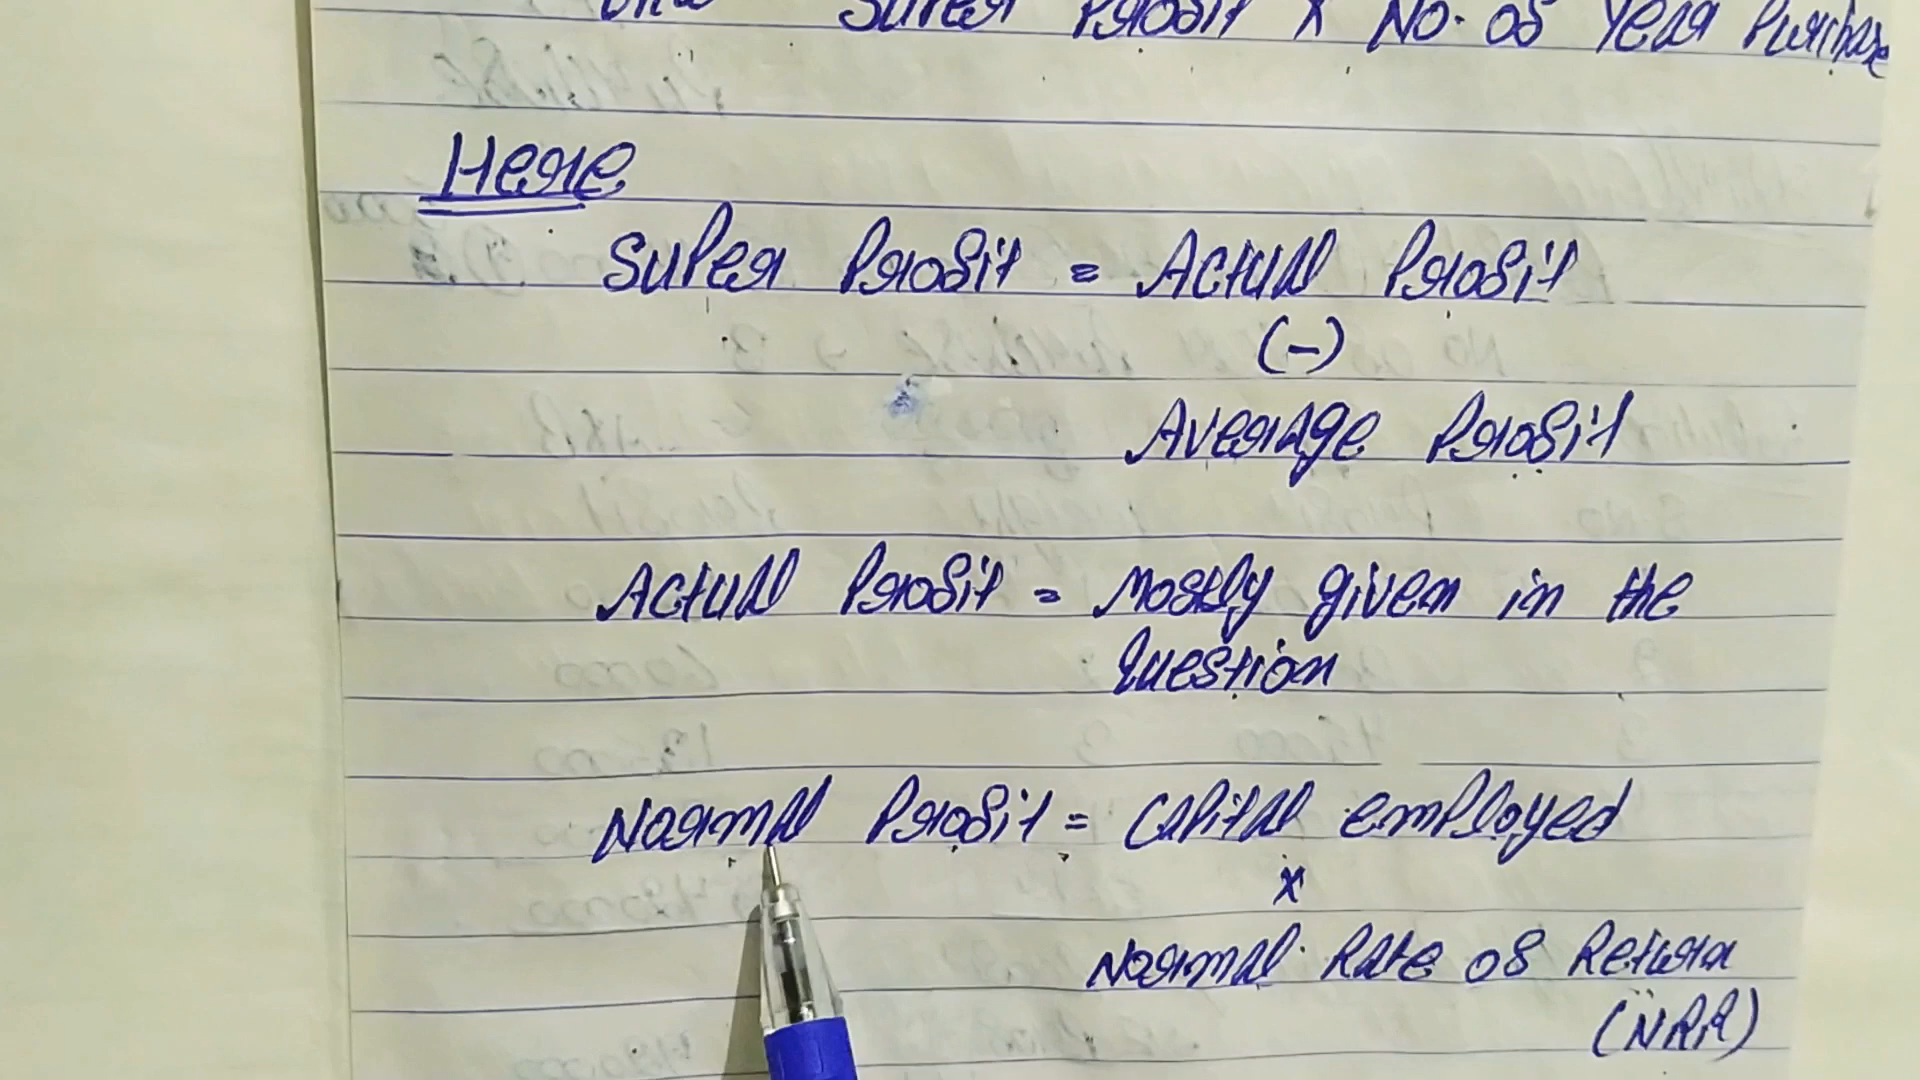 Super Profit x No. of Year Purchase
Here
Super Profit = Actual Profit
(-)
Average Profit
Actual Profit = Mostly given in the
Question
Normal Profit = Capital employed
x
Normal Rate of Return
(NRR)